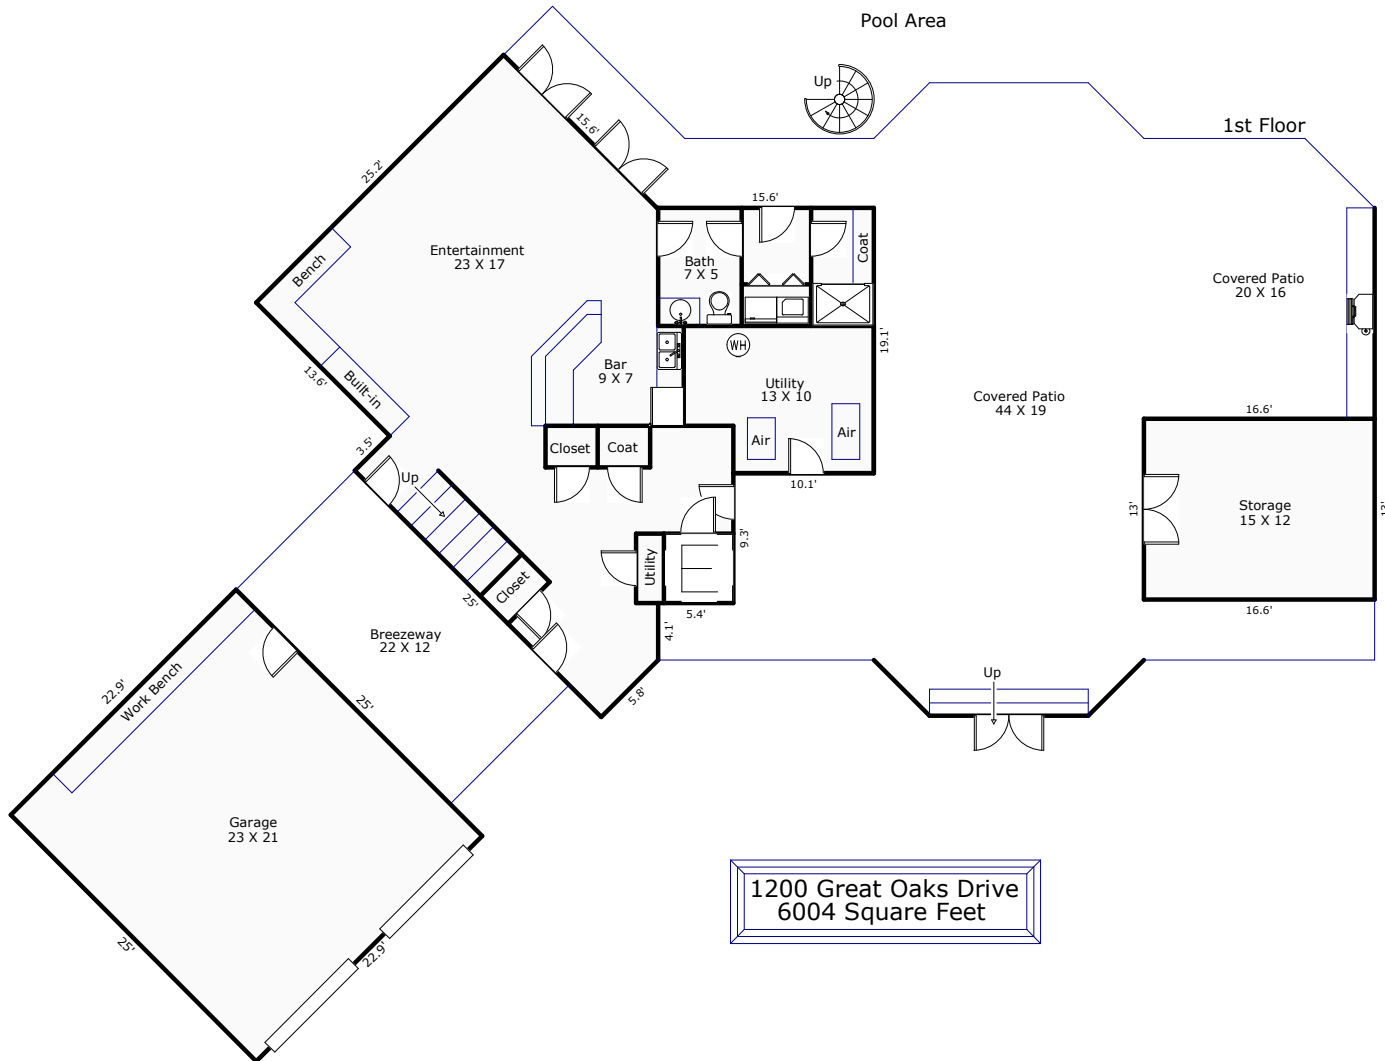 Pool Area
Up
1st Floor
15.6'
25.2'
15.6'
Entertainment
23 X 17
Bench
Bath
7 X 5
Coat
Covered Patio
20 X 16
WH
19.1'
Built-in
13.6'
Bar
9 X 7
Utility
13 X 10
Covered Patio
44 X 19
16.6'
Air
Air
3.5'
Closet
Coat
Up
10.1'
Storage
15 X 12
13'
13'
9.3'
Utility
Closet
25'
5.4'
16.6'
4.1'
Breezeway
22 X 12
Up
22.9'
Work Bench
25'
5.8'
Garage
23 X 21
1200 Great Oaks Drive
6004 Square Feet
25'
22.9'